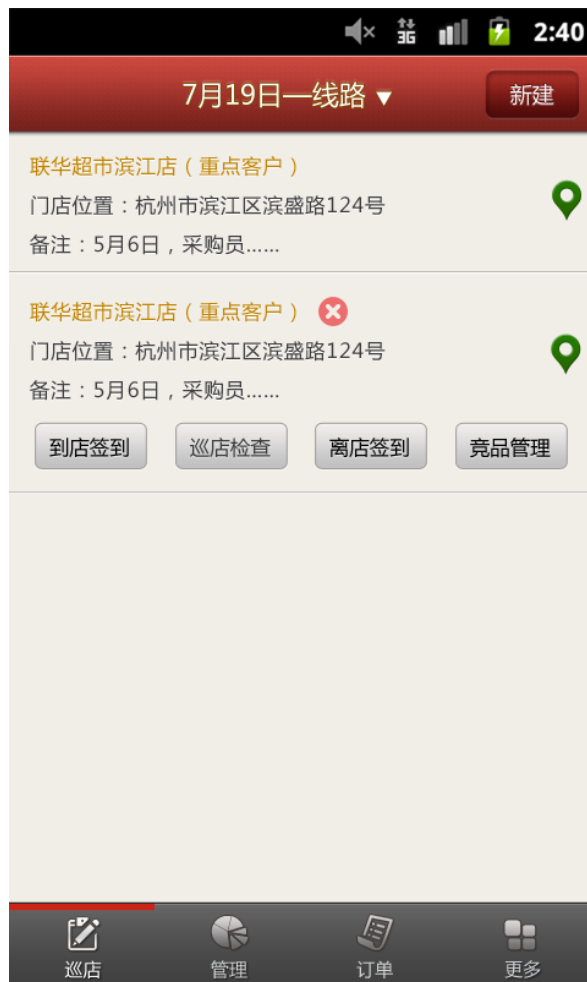 3G 2:40
7月19日—线路 ▼ 新建
联华超市滨江店（重点客户）
门店位置：杭州市滨江区滨盛路124号
备注：5月6日，采购员......
联华超市滨江店（重点客户）
门店位置：杭州市滨江区滨盛路124号
备注：5月6日，采购员......
到店签到 巡店检查 离店签到 竞品管理
巡店 管理 订单 更多